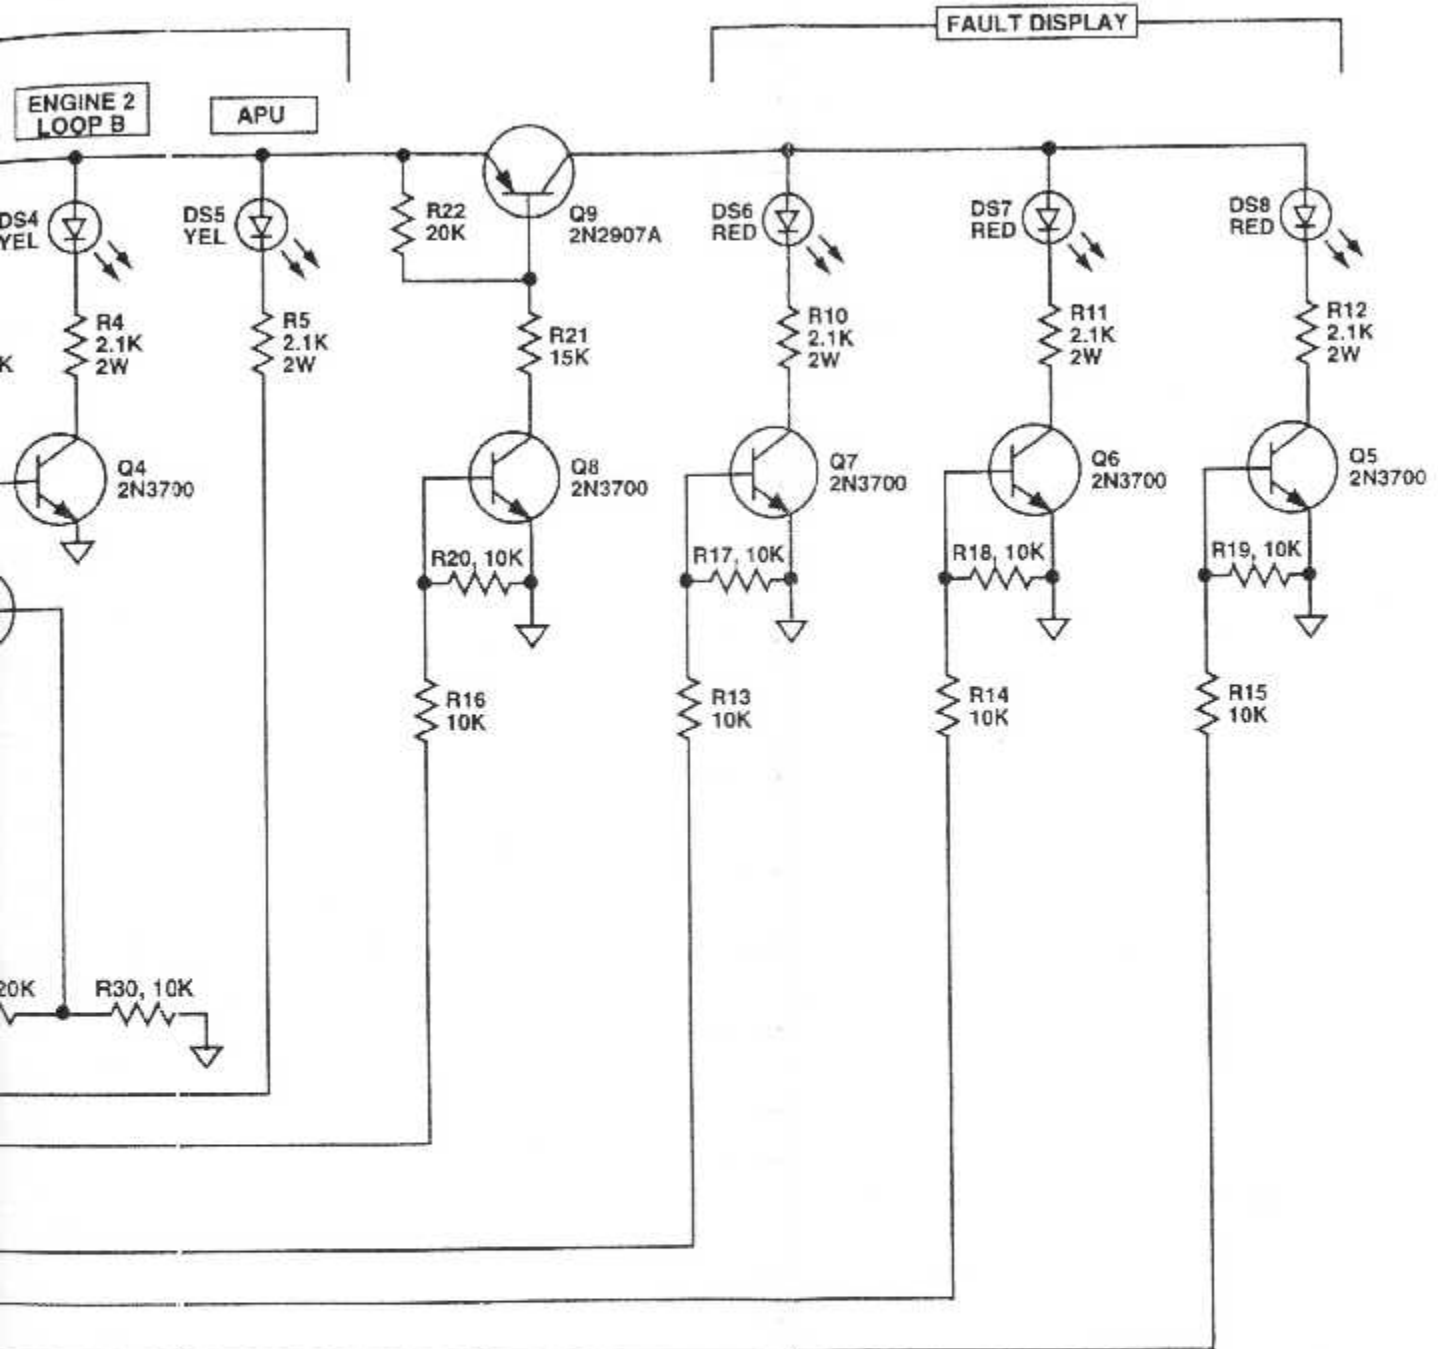 FAULT DISPLAY
ENGINE 2
LOOP B
APU
DS4
YEL
DS5
YEL
R22
20K
Q9
2N2907A
DS6
RED
DS7
RED
DS8
RED
R4
2.1K
2W
R5
2.1K
2W
R21
15K
R10
2.1K
2W
R11
2.1K
2W
R12
2.1K
2W
K
Q4
2N3700
Q8
2N3700
Q7
2N3700
Q6
2N3700
Q5
2N3700
R20, 10K
R17, 10K
R18, 10K
R19, 10K
R16
10K
R13
10K
R14
10K
R15
10K
20K
R30, 10K